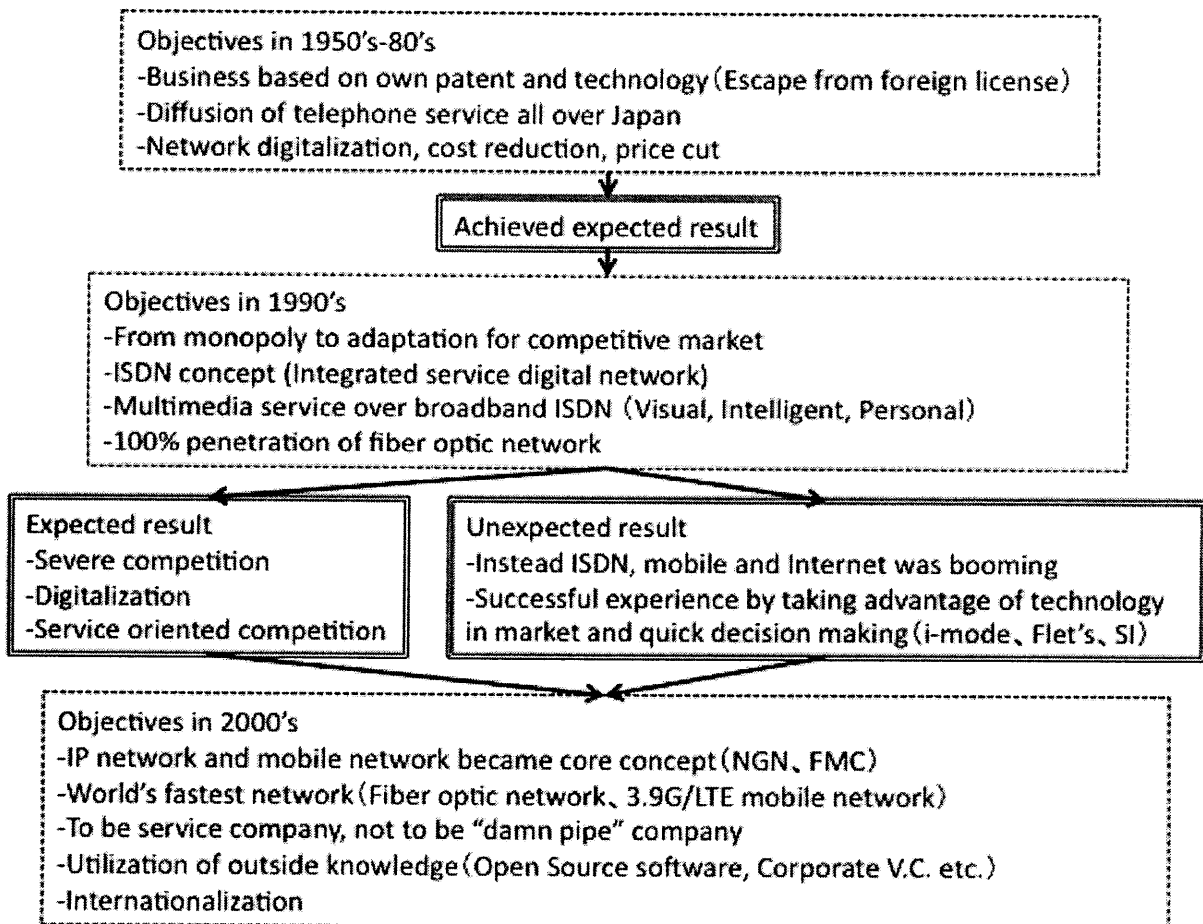 Objectives in 1950's-80's
-Business based on own patent and technology（Escape from foreign license）
-Diffusion of telephone service all over Japan
-Network digitalization, cost reduction, price cut
Achieved expected result
Objectives in 1990's
-From monopoly to adaptation for competitive market
-ISDN concept (Integrated service digital network)
-Multimedia service over broadband ISDN（Visual, Intelligent, Personal）
-100% penetration of fiber optic network
Expected result
-Severe competition
-Digitalization
-Service oriented competition
Unexpected result
-Instead ISDN, mobile and Internet was booming
-Successful experience by taking advantage of technology
in market and quick decision making（i-mode、Flet's、SI）
Objectives in 2000's
-IP network and mobile network became core concept（NGN、FMC）
-World's fastest network（Fiber optic network、3.9G/LTE mobile network）
-To be service company, not to be "damn pipe" company
-Utilization of outside knowledge（Open Source software, Corporate V.C. etc.）
-Internationalization